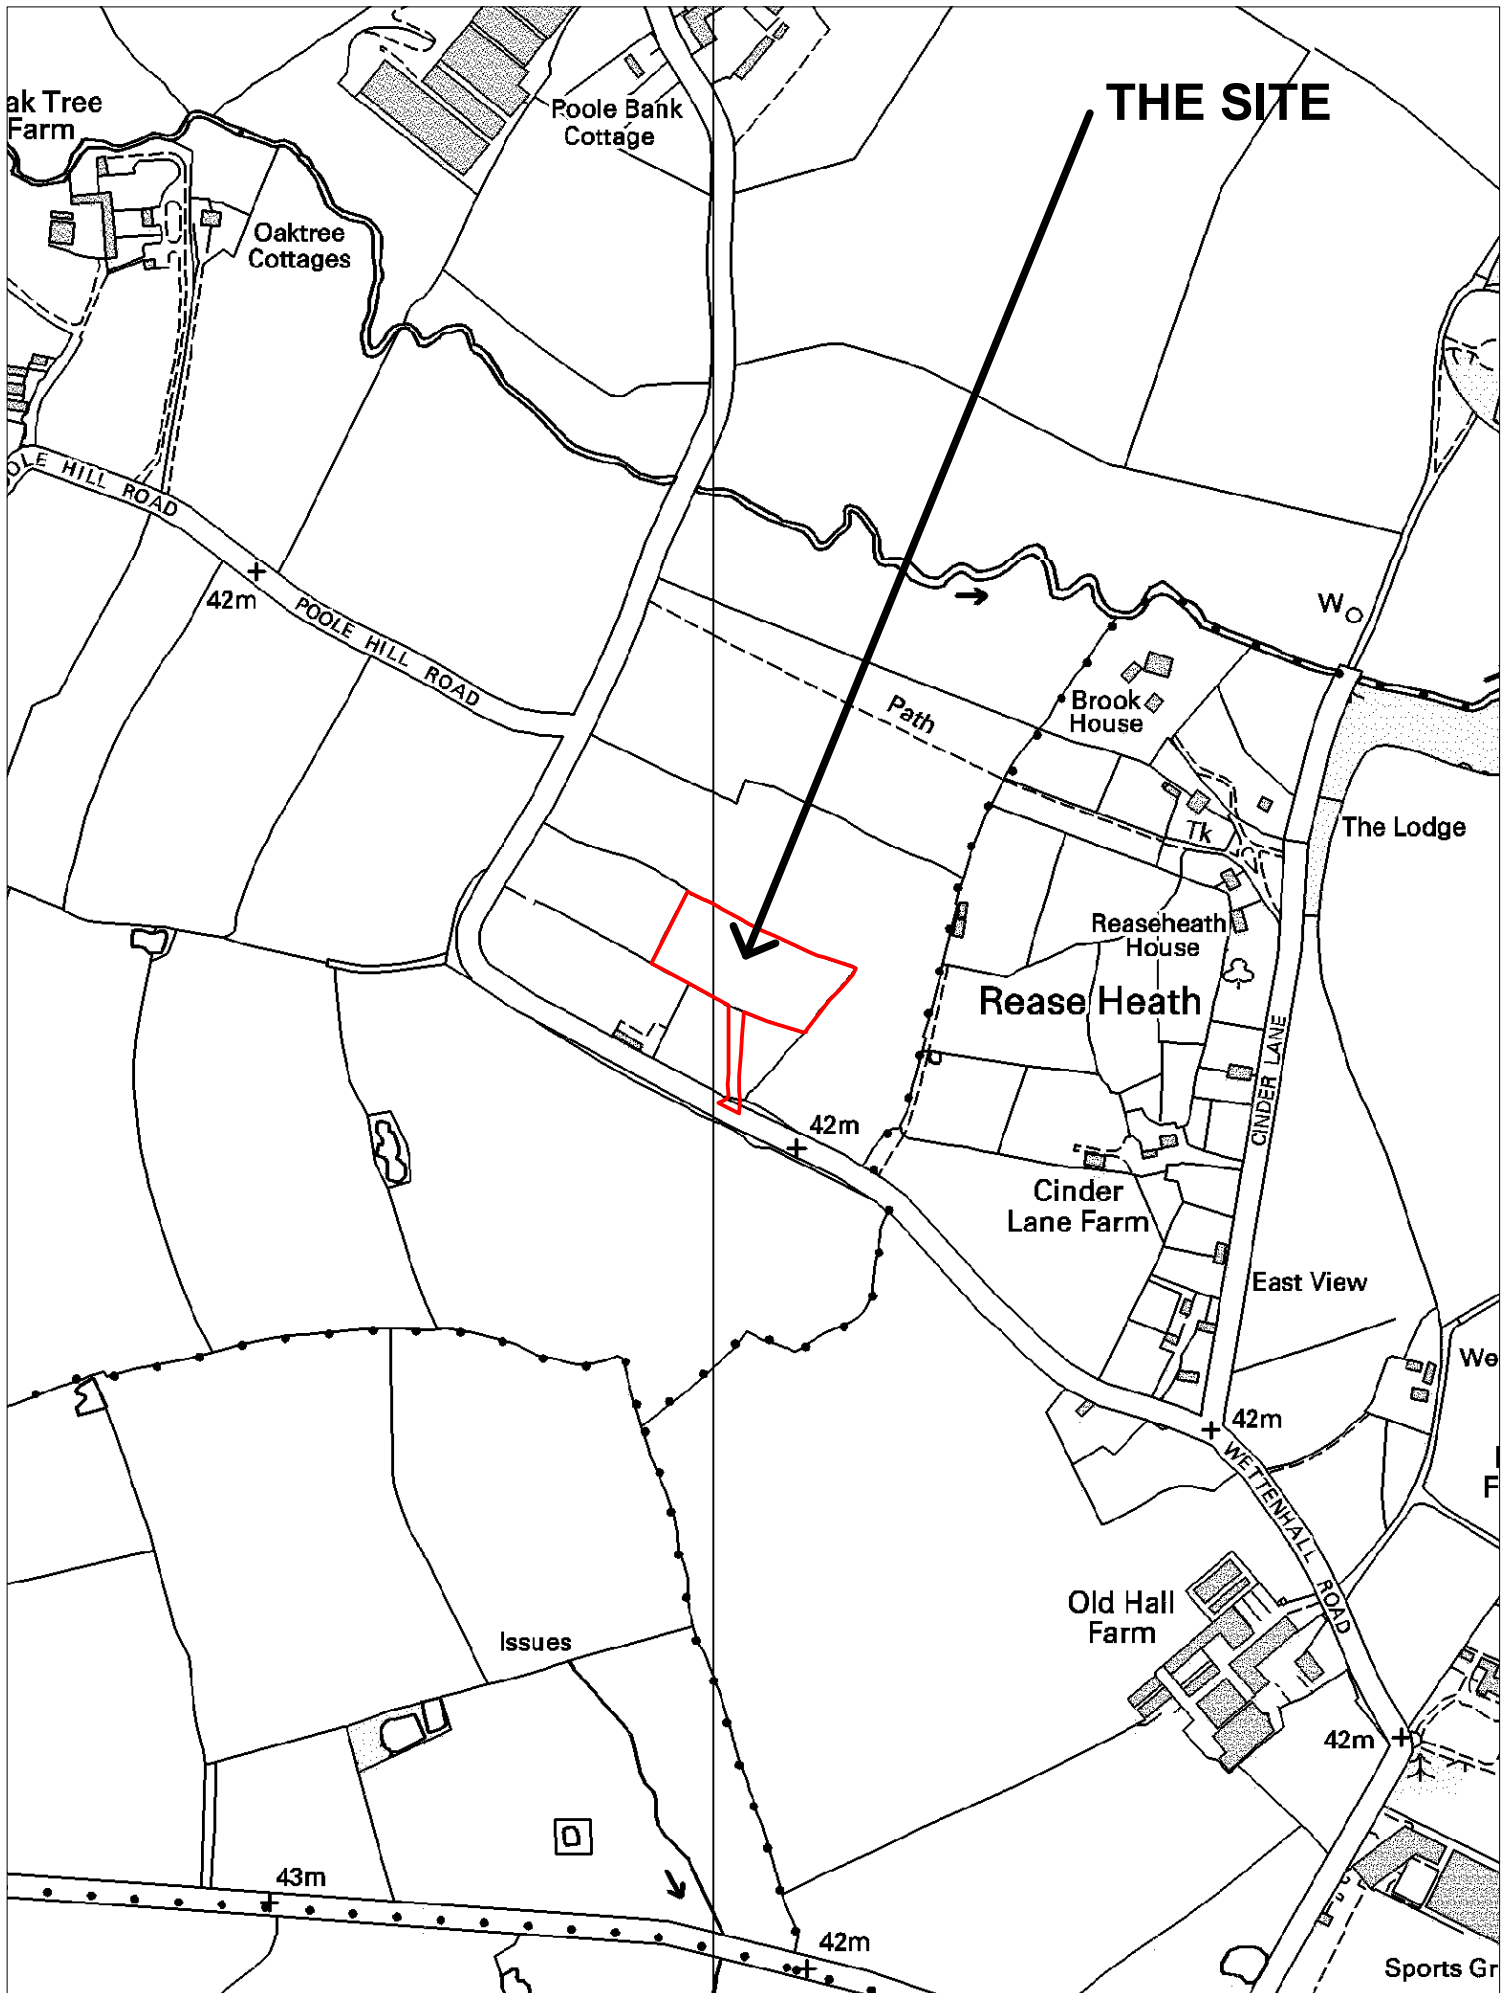 THE SITE
ak Tree
Farm
Poole Bank
Cottage
Oaktree
Cottages
OLE HILL ROAD
42m
POOLE HILL ROAD
W
Path
Brook
House
Tk
The Lodge
Reaseheath
House
Rease Heath
CINDER LANE
42m
Cinder
Lane Farm
East View
We
42m
WETTENHALL ROAD
F
Old Hall
Farm
Issues
42m
43m
42m
Sports Gr